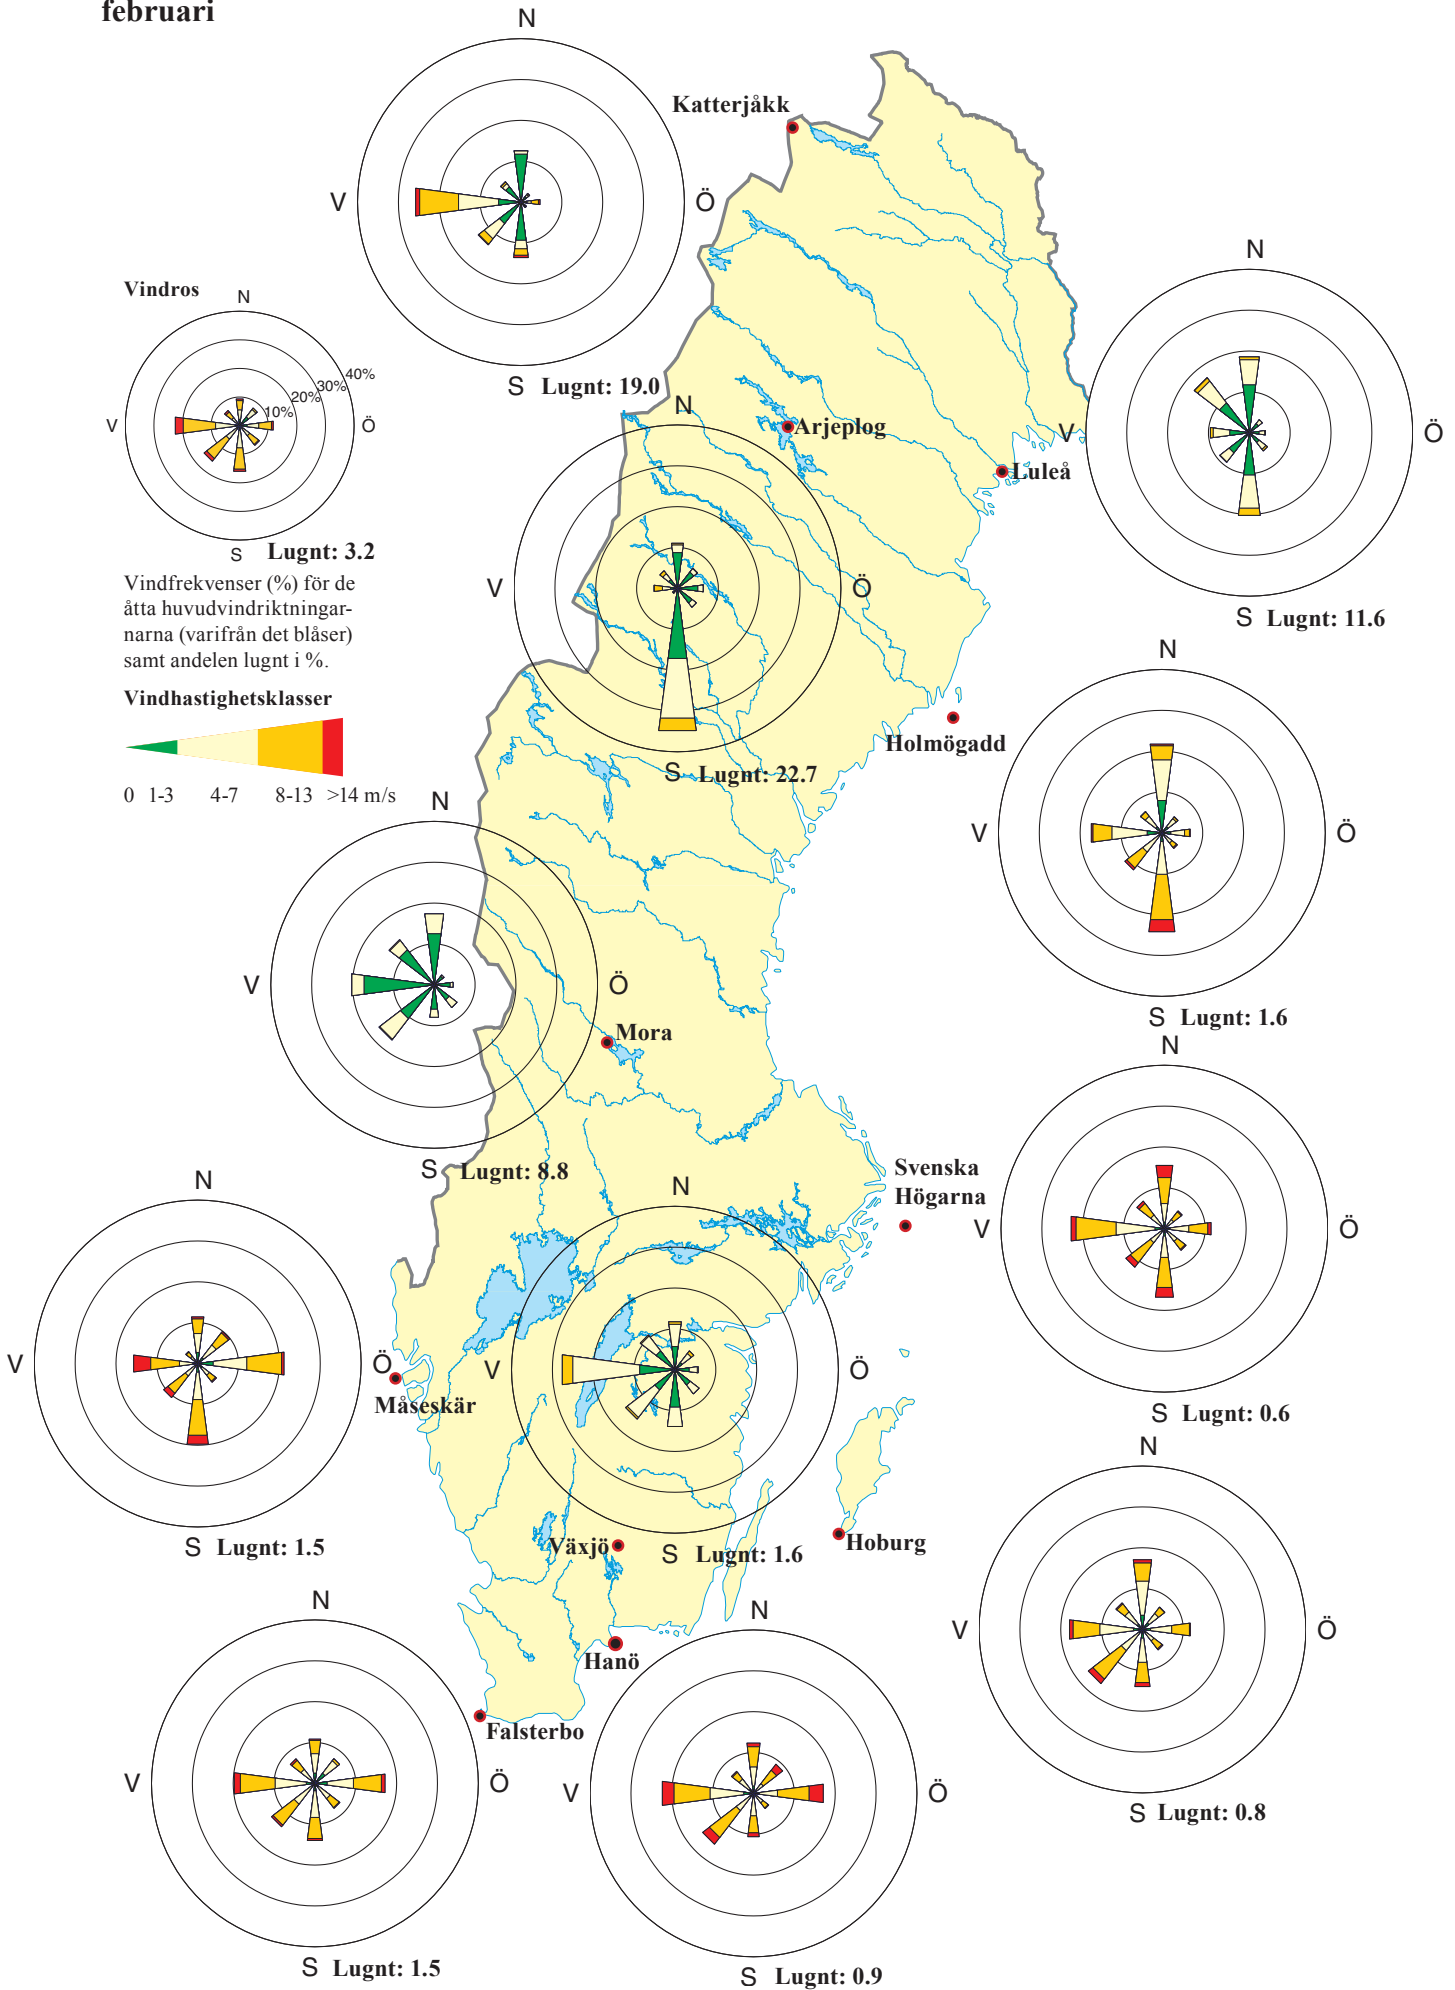 februari
N
Katterjåkk
V
Ö
S Lugnt: 19.0
Vindros
N
40%
30%
20%
10%
V
Ö
S Lugnt: 3.2
Vindfrekvenser (%) för de
åtta huvudvindriktningar-
narna (varifrån det blåser)
samt andelen lugnt i %.
Vindhastighetsklasser
0 1-3 4-7 8-13 >14 m/s
N
V
Ö
S Lugnt: 11.6
N
Arjeplog
Luleå
V
Ö
S Lugnt: 22.7
Holmögadd
N
V
Ö
S Lugnt: 1.6
N
V
Ö
Mora
S Lugnt: 8.8
N
Svenska
Högarna
V
Ö
S Lugnt: 0.6
N
V
Ö
Måseskär
S Lugnt: 1.5
N
V
Ö
Växjö
S Lugnt: 1.6
Hoburg
N
V
Ö
S Lugnt: 0.8
N
Hanö
Falsterbo
V
Ö
S Lugnt: 1.5
N
V
Ö
S Lugnt: 0.9